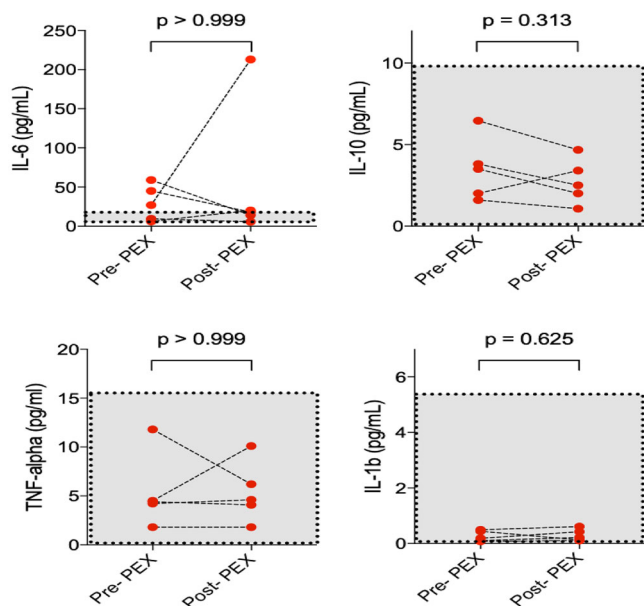 p > 0.999
IL-6 (pg/mL)
250
200
150
100
50
0
Pre- PEX
Post- PEX
p = 0.313
IL-10 (pg/mL)
10
5
0
Pre- PEX
Post- PEX
p > 0.999
TNF-alpha (pg/ml)
20
15
10
5
0
Pre- PEX
Post- PEX
p = 0.625
IL-1b (pg/mL)
6
4
2
0
Pre- PEX
Post- PEX